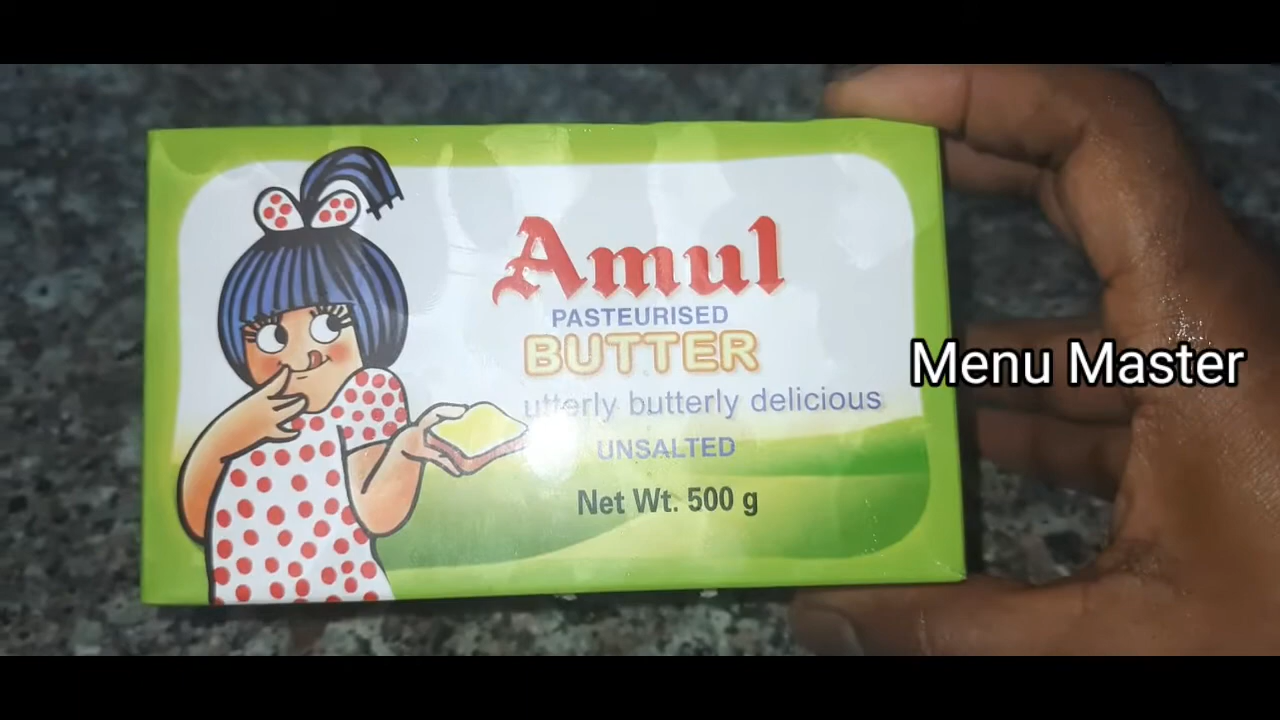 Amul
PASTEURISED
BUTTER
utterly butterly delicious
UNSALTED
Net Wt. 500 g
Menu Master